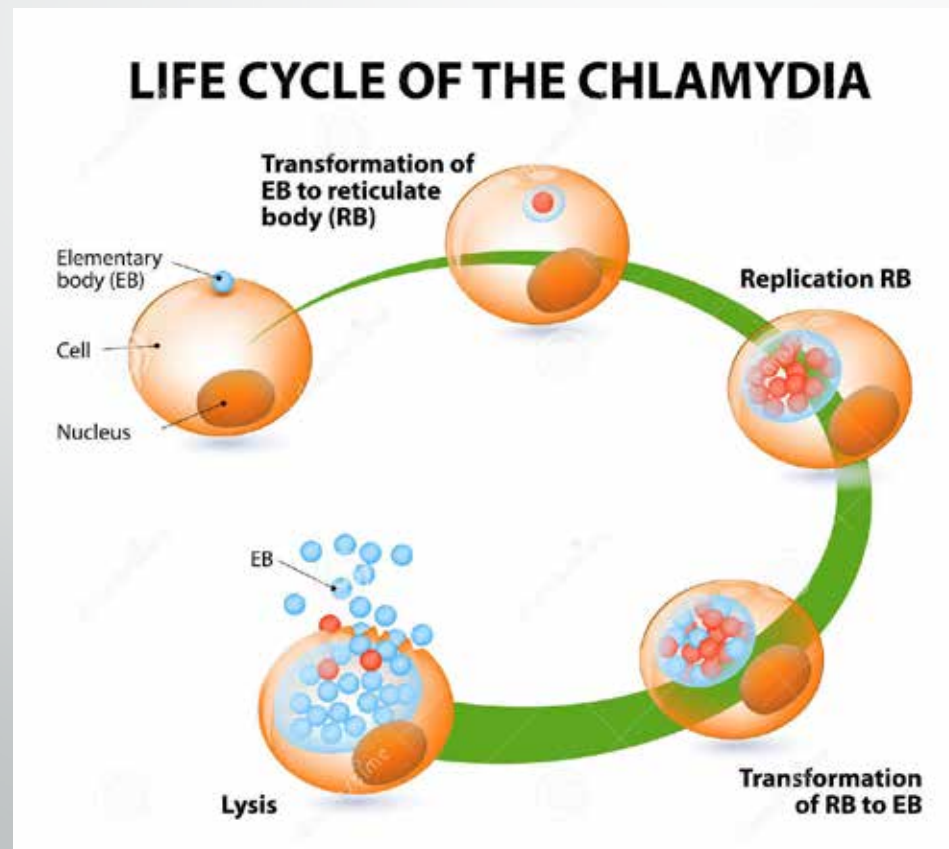 LIFE CYCLE OF THE CHLAMYDIA
Transformation of
EB to reticulate
body (RB)
Elementary
body (EB)
Cell
Nucleus
Replication RB
EB
Lysis
Transformation
of RB to EB